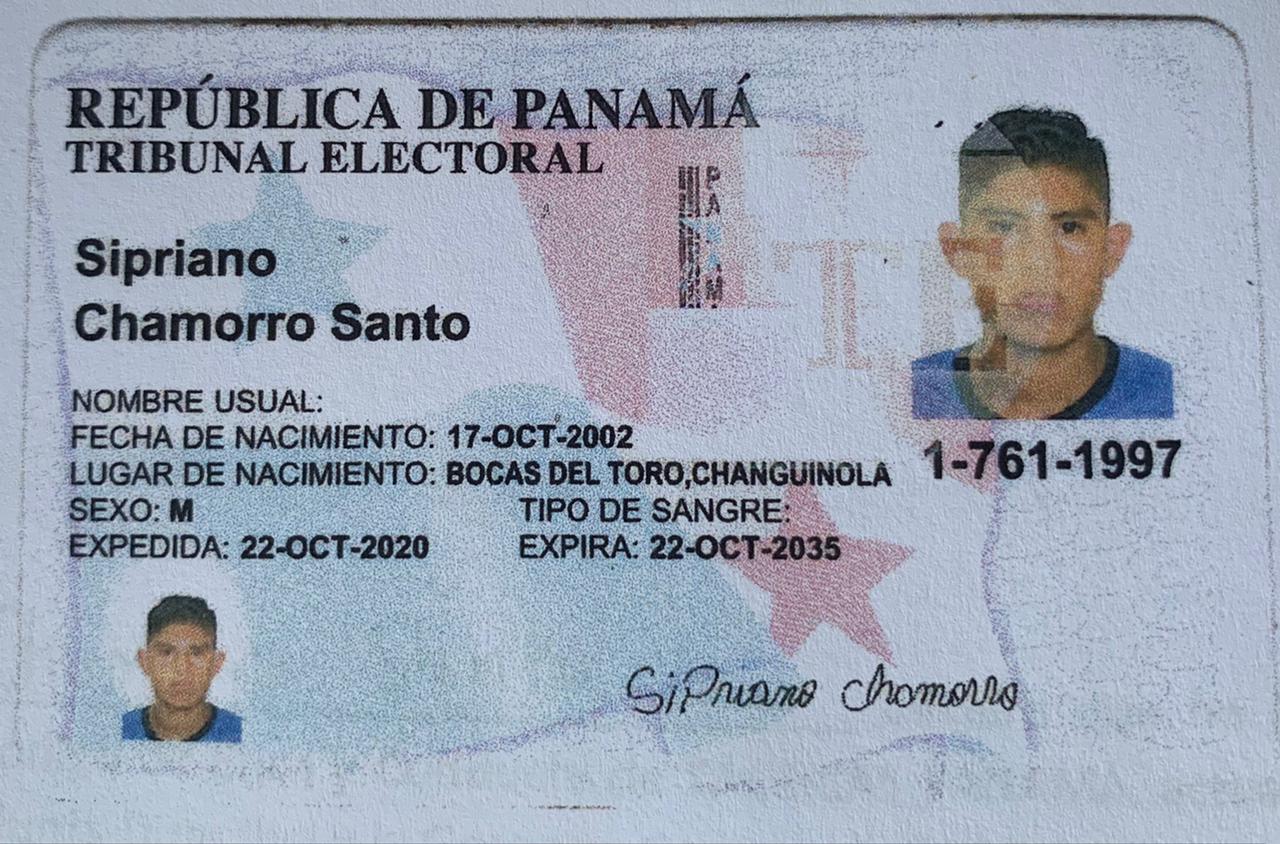 REPÚBLICA DE PANAMÁ
TRIBUNAL ELECTORAL
Sipriano
Chamorro Santo
NOMBRE USUAL:
FECHA DE NACIMIENTO: 17-OCT-2002
LUGAR DE NACIMIENTO: BOCAS DEL TORO,CHANGUINOLA
SEXO: M
TIPO DE SANGRE:
EXPEDIDA: 22-OCT-2020
EXPIRA: 22-OCT-2035
1-761-1997
SiPriano chomorro